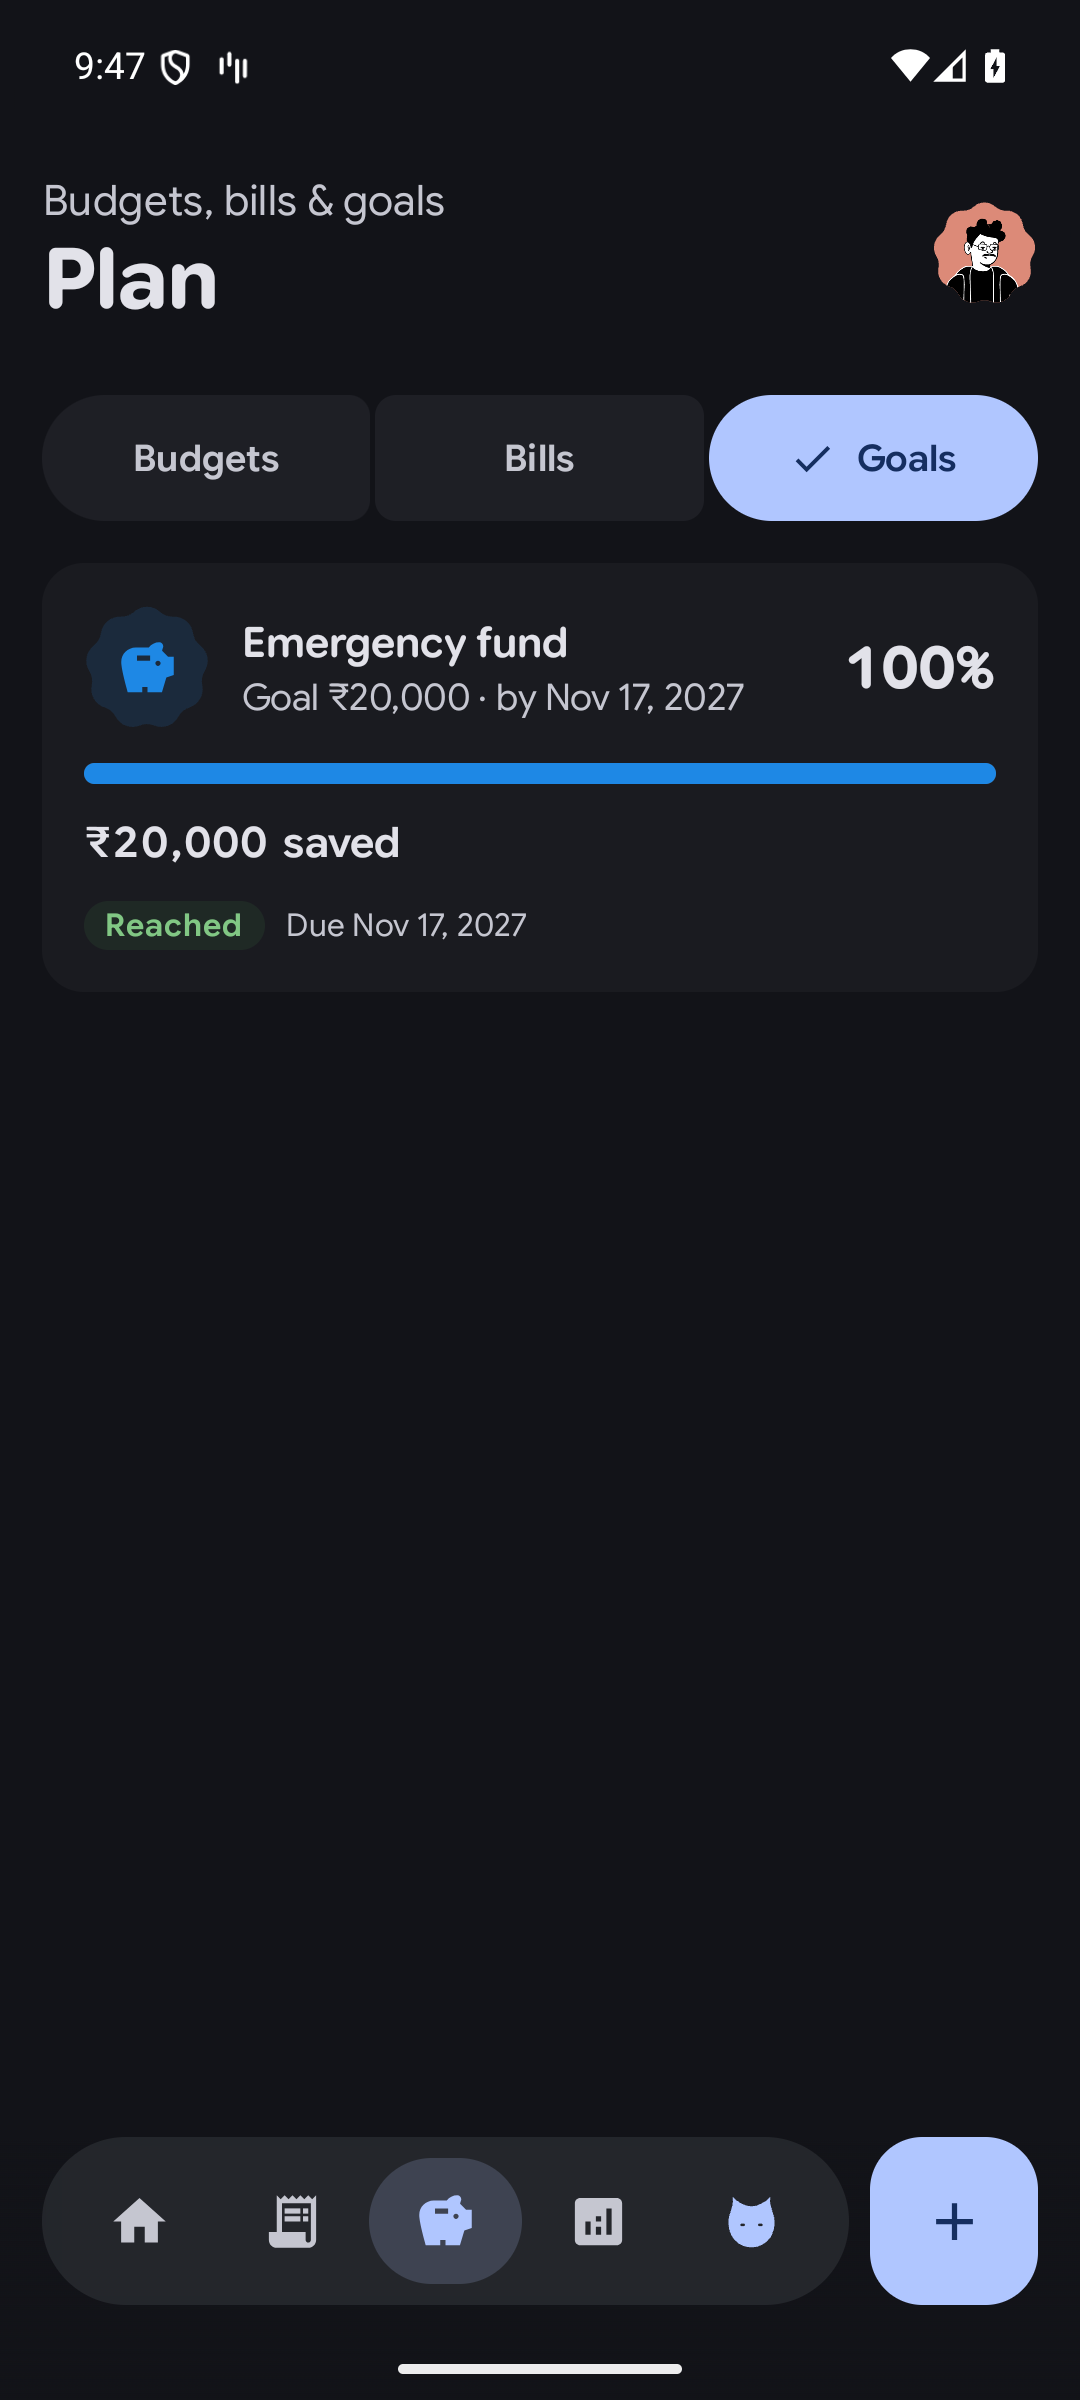 9:47
Budgets, bills & goals
Plan
Budgets
Bills
Goals
Emergency fund
Goal ₹20,000 · by Nov 17, 2027
100%
₹20,000 saved
Reached
Due Nov 17, 2027